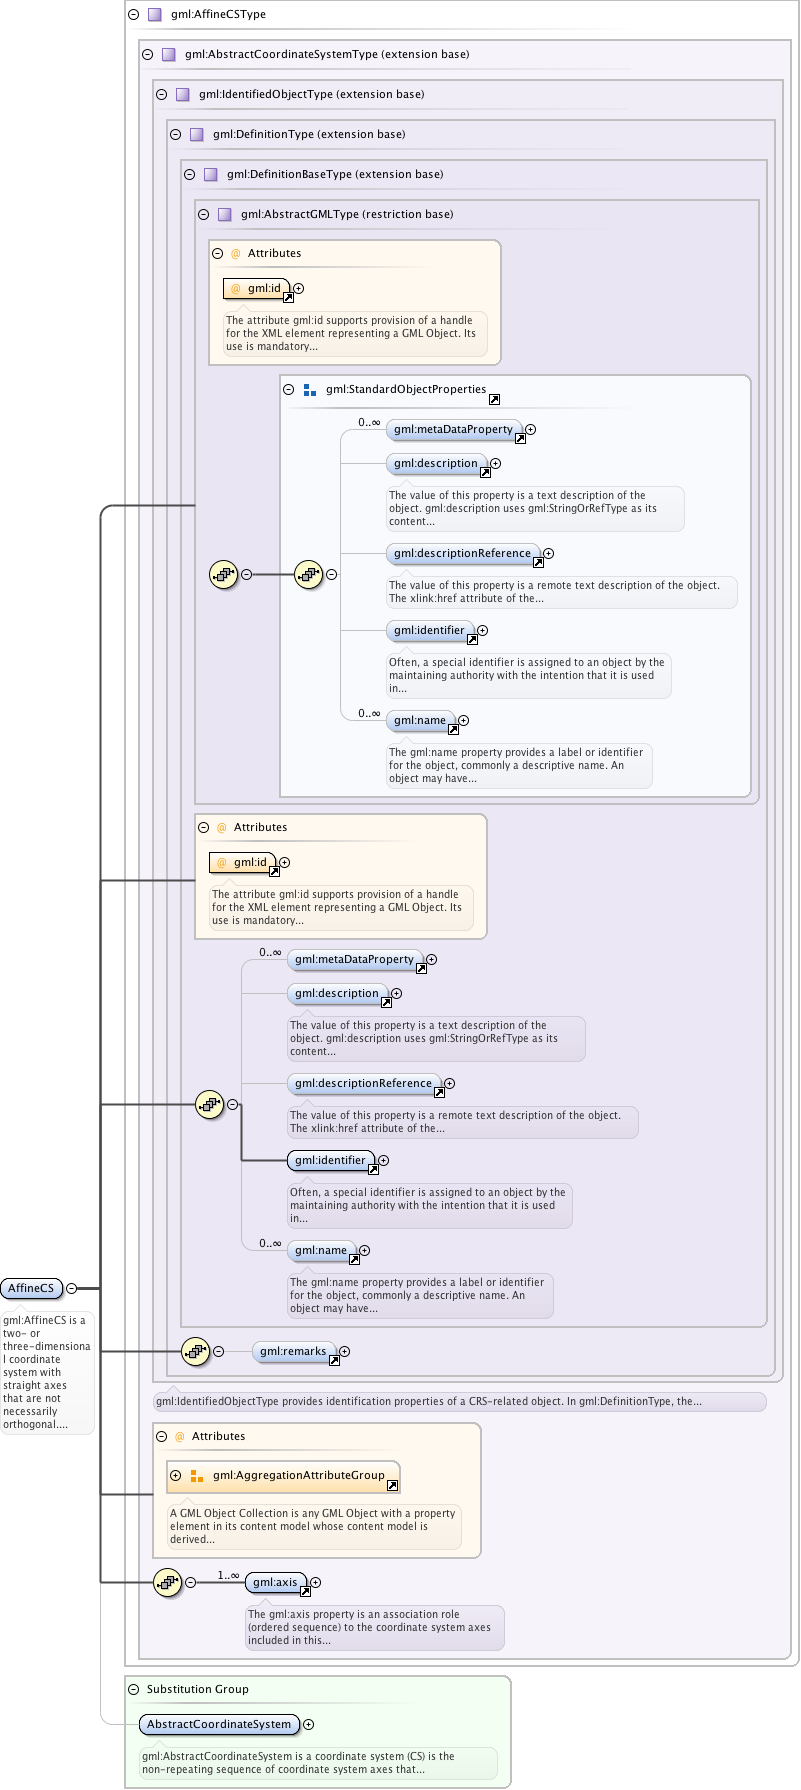 gml:AffineCSType
gml:AbstractCoordinateSystemType (extension base)
gml:IdentifiedObjectType (extension base)
gml:DefinitionType (extension base)
gml:DefinitionBaseType (extension base)
gml:AbstractGMLType (restriction base)
@ Attributes
@ gml:id
The attribute gml:id supports provision of a handle
for the XML element representing a GML Object. Its
use is mandatory...
gml:StandardObjectProperties
0..∞
gml:metaDataProperty
gml:description
The value of this property is a text description of the
object. gml:description uses gml:StringOrRefType as its
content...
gml:descriptionReference
The value of this property is a remote text description of the object.
The xlink:href attribute of the...
gml:identifier
Often, a special identifier is assigned to an object by the
maintaining authority with the intention that it is used
in...
0..∞
gml:name
The gml:name property provides a label or identifier
for the object, commonly a descriptive name. An
object may have...
@ Attributes
@ gml:id
The attribute gml:id supports provision of a handle
for the XML element representing a GML Object. Its
use is mandatory...
0..∞
gml:metaDataProperty
gml:description
The value of this property is a text description of the
object. gml:description uses gml:StringOrRefType as its
content...
gml:descriptionReference
The value of this property is a remote text description of the object.
The xlink:href attribute of the...
gml:identifier
Often, a special identifier is assigned to an object by the
maintaining authority with the intention that it is used
in...
0..∞
gml:name
The gml:name property provides a label or identifier
for the object, commonly a descriptive name. An
object may have...
AffineCS
gml:AffineCS is a
two- or
three-dimensiona
l coordinate
system with
straight axes
that are not
necessarily
orthogonal....
gml:remarks
gml:IdentifiedObjectType provides identification properties of a CRS-related object. In gml:DefinitionType, the...
@ Attributes
gml:AggregationAttributeGroup
A GML Object Collection is any GML Object with a property
element in its content model whose content model is
derived...
1..∞
gml:axis
The gml:axis property is an association role
(ordered sequence) to the coordinate system axes
included in this...
Substitution Group
AbstractCoordinateSystem
gml:AbstractCoordinateSystem is a coordinate system (CS) is the
non-repeating sequence of coordinate system axes that...